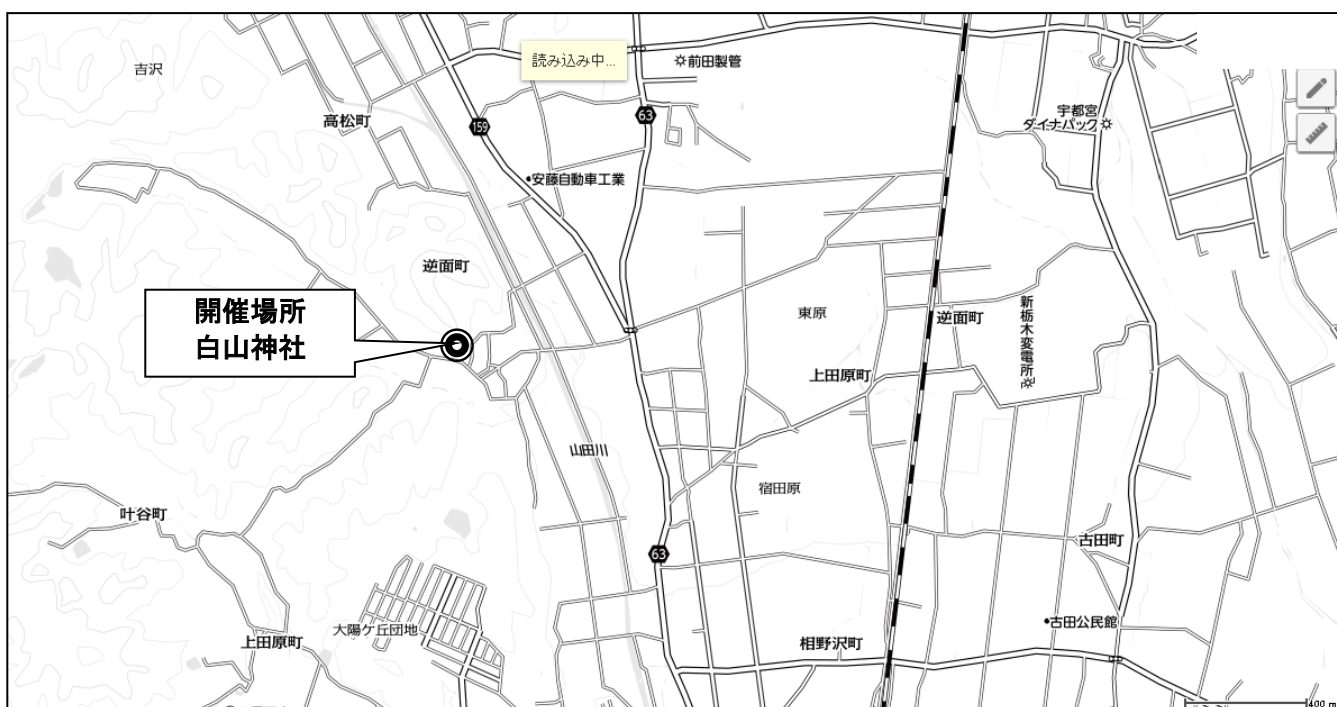 吉沢
読み込み中...
前田製管
高松町
159
63
宇都宮
ダイナパック
安藤自動車工業
逆面町
開催場所
白山神社
東原
逆面町
新栃木変電所
上田原町
山田川
宿田原
叶谷町
63
古田町
古田公民館
大陽ケ丘団地
上田原町
相野沢町
400 m